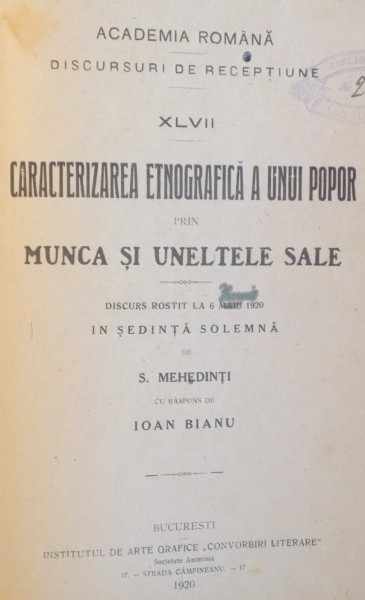 ACADEMIA ROMÂNĂ
DISCURSURI DE RECEPȚIUNE
XLVII
CARACTERIZAREA ETNOGRAFICĂ A UNUI POPOR
PRIN
MUNCA ȘI UNELTELE SALE
DISCURS ROSTIT LA 6 MAIU 1920
IN ȘEDINȚĂ SOLEMNĂ
DE
S. MEHEDINȚI
CU RĂSPUNS DE
IOAN BIANU
BUCUREȘTI
INSTITUTUL DE ARTE GRAFICE „CONVORBIRI LITERARE"
Societate Anonimă
17. — STRADA CÂMPINEANU. — 17
1920